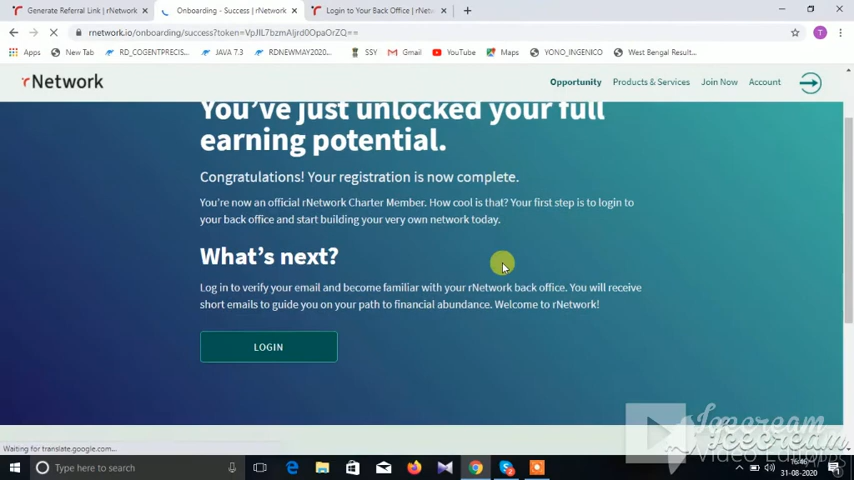 Generate Referral Link | rNetwork
Onboarding - Success | rNetwork
Login to Your Back Office | rNetw
rnetwork.io/onboarding/success?token=VpJIL7bzmAljrd0OpaOrZQ==
T
Apps
New Tab
RD_COGENTPRECIS...
JAVA 7.3
RDNEWMAY2020...
SSY
Gmail
YouTube
Maps
YONO_INGENICO
West Bengal Result...
rNetwork
Opportunity
Products & Services
Join Now
Account
You've just unlocked your full
earning potential.
Congratulations! Your registration is now complete.
You're now an official rNetwork Charter Member. How cool is that? Your first step is to login to
your back office and start building your very own network today.
What's next?
Log in to verify your email and become familiar with your rNetwork back office. You will receive
short emails to guide you on your path to financial abundance. Welcome to rNetwork!
LOGIN
Icecream
Icecream
Video Editor
Waiting for translate.google.com...
Type here to search
16:46
31-08-2020